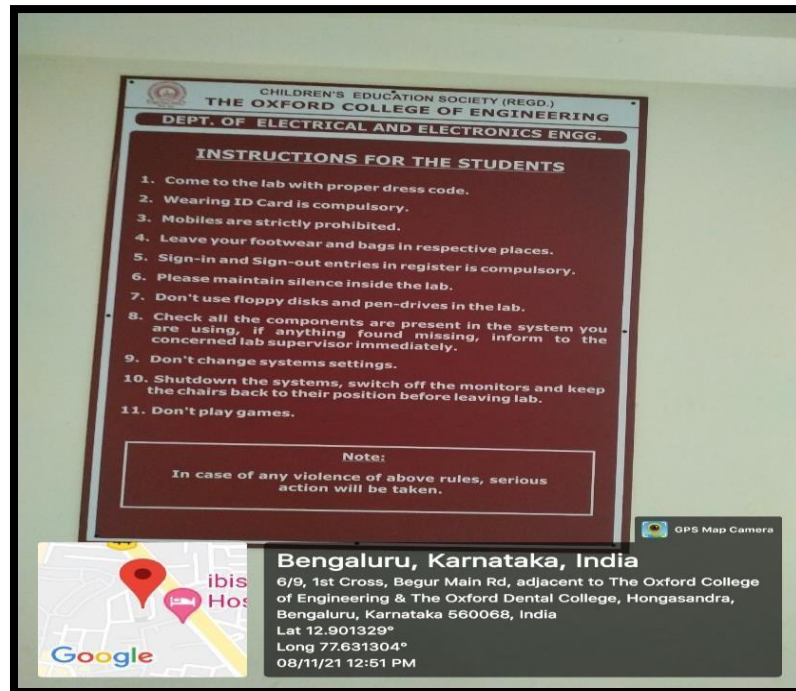 CHILDREN'S EDUCATION SOCIETY (REGD.)
THE OXFORD COLLEGE OF ENGINEERING
DEPT. OF ELECTRICAL AND ELECTRONICS ENGG.
INSTRUCTIONS FOR THE STUDENTS
1. Come to the lab with proper dress code.
2. Wearing ID Card is compulsory.
3. Mobiles are strictly prohibited.
4. Leave your footwear and bags in respective places.
5. Sign-in and Sign-out entries in register is compulsory.
6. Please maintain silence inside the lab.
7. Don't use floppy disks and pen-drives in the lab.
8. Check all the components are present in the system you
are using, if anything found missing, inform to the
concerned lab supervisor immediately.
9. Don't change systems settings.
10. Shutdown the systems, switch off the monitors and keep
the chairs back to their position before leaving lab.
11. Don't play games.
Note:
In case of any violence of above rules, serious
action will be taken.
GPS Map Camera
44
ibis
Hos
Google
Bengaluru, Karnataka, India
6/9, 1st Cross, Begur Main Rd, adjacent to The Oxford College
of Engineering & The Oxford Dental College, Hongasandra,
Bengaluru, Karnataka 560068, India
Lat 12.901329°
Long 77.631304°
08/11/21 12:51 PM